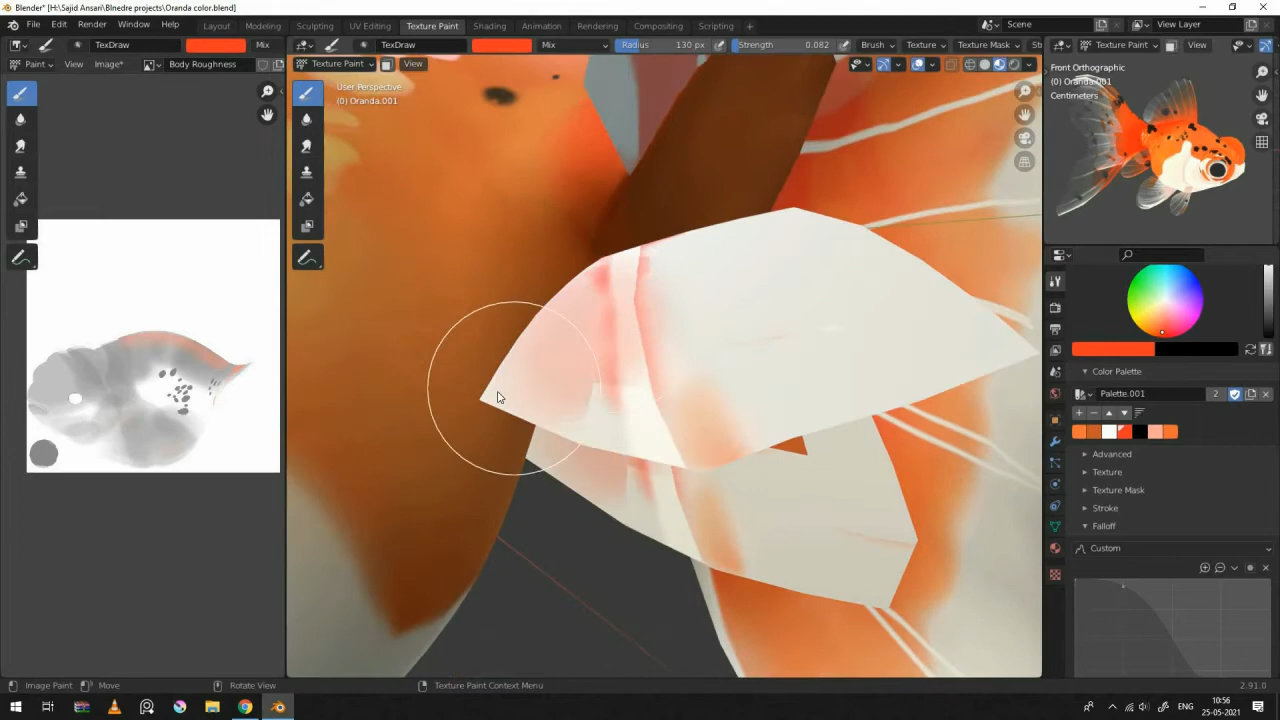 Blender* [H:\Sajid Ansari\Blnedre projects\Oranda color.blend]
File Edit Render Window Help Layout Modeling Sculpting UV Editing Texture Paint Shading Animation Rendering Compositing Scripting Scene View Layer
TexDraw Mix TexDraw Mix Radius 130 px Strength 0.082 Brush Texture Texture Mask St Texture Paint View
Paint View Image* Body Roughness Texture Paint View
User Perspective
(0) Oranda.001
Front Orthographic
(0) Oranda.001
Centimeters
Color Palette
Palette.001 2
Advanced
Texture
Texture Mask
Stroke
Falloff
Custom
Image Paint Move Rotate View Texture Paint Context Menu 2.91.0
ENG 10:56
25-05-2021